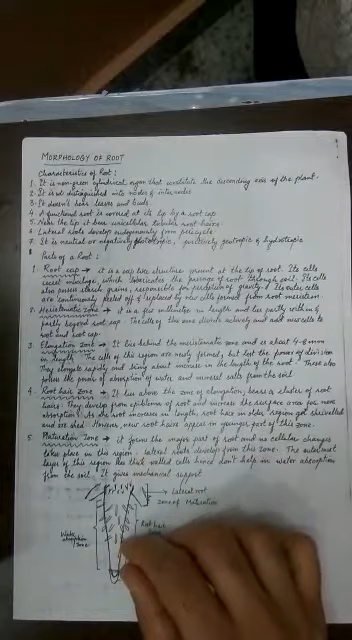 MORPHOLOGY OF ROOT
Characteristics of Root :
1. It is non-green cylindrical organ that constitute the descending axis of the plant.
2. It is not distinguished into nodes & internodes
3. It doesn't bear leaves and buds
4. A functional root is covered at its tip by a root cap
5. Near the tip it bear unicellular tubular root hairs
6. Lateral roots develop endogenously from pericycle
7. It is neutral or negatively phototropic, positively geotropic & hydrotropic
Parts of a Root :
1. Root cap → it is a cap like structure present at the tip of root. Its cells
mucilage, which lubricates the passage of root through soil. Its cells
also possess starch grains, responsible for perception of gravity. Its outer cells
are continuously peeled off & replaced by new cells formed from root meristem.
2. Meristematic zone → it is a few millimetre in length and lies partly within &
partly beyond root cap. The cells of this zone divide actively and add new cells to
root and root cap.
3. Elongation zone → It lies behind the meristematic zone and is about 4-8 mm
in length. The cells of this region are newly formed, but lost the power of division
They elongate rapidly and bring about increase in the length of the root. These also
power of absorption of water and mineral salts from the soil.
4. Root hair zone → It lies above the zone of elongation, bears a cluster of root
hairs. They develop from epiblema of root and increase the surface area for more
absorption. As the root increases in length, root hair in older region get shrivelled
and are shed. However, new root hairs appear in younger part of this zone.
5. Maturation zone → it forms the major part of root and no cellular changes
take place in this region. Lateral roots develop from this zone. The outermost
layer of this region has thick walled cells hence don't help in water absorption
from the soil. It gives mechanical support
→ Lateral root
zone of Maturation
Water
absorption
zone
Root hair